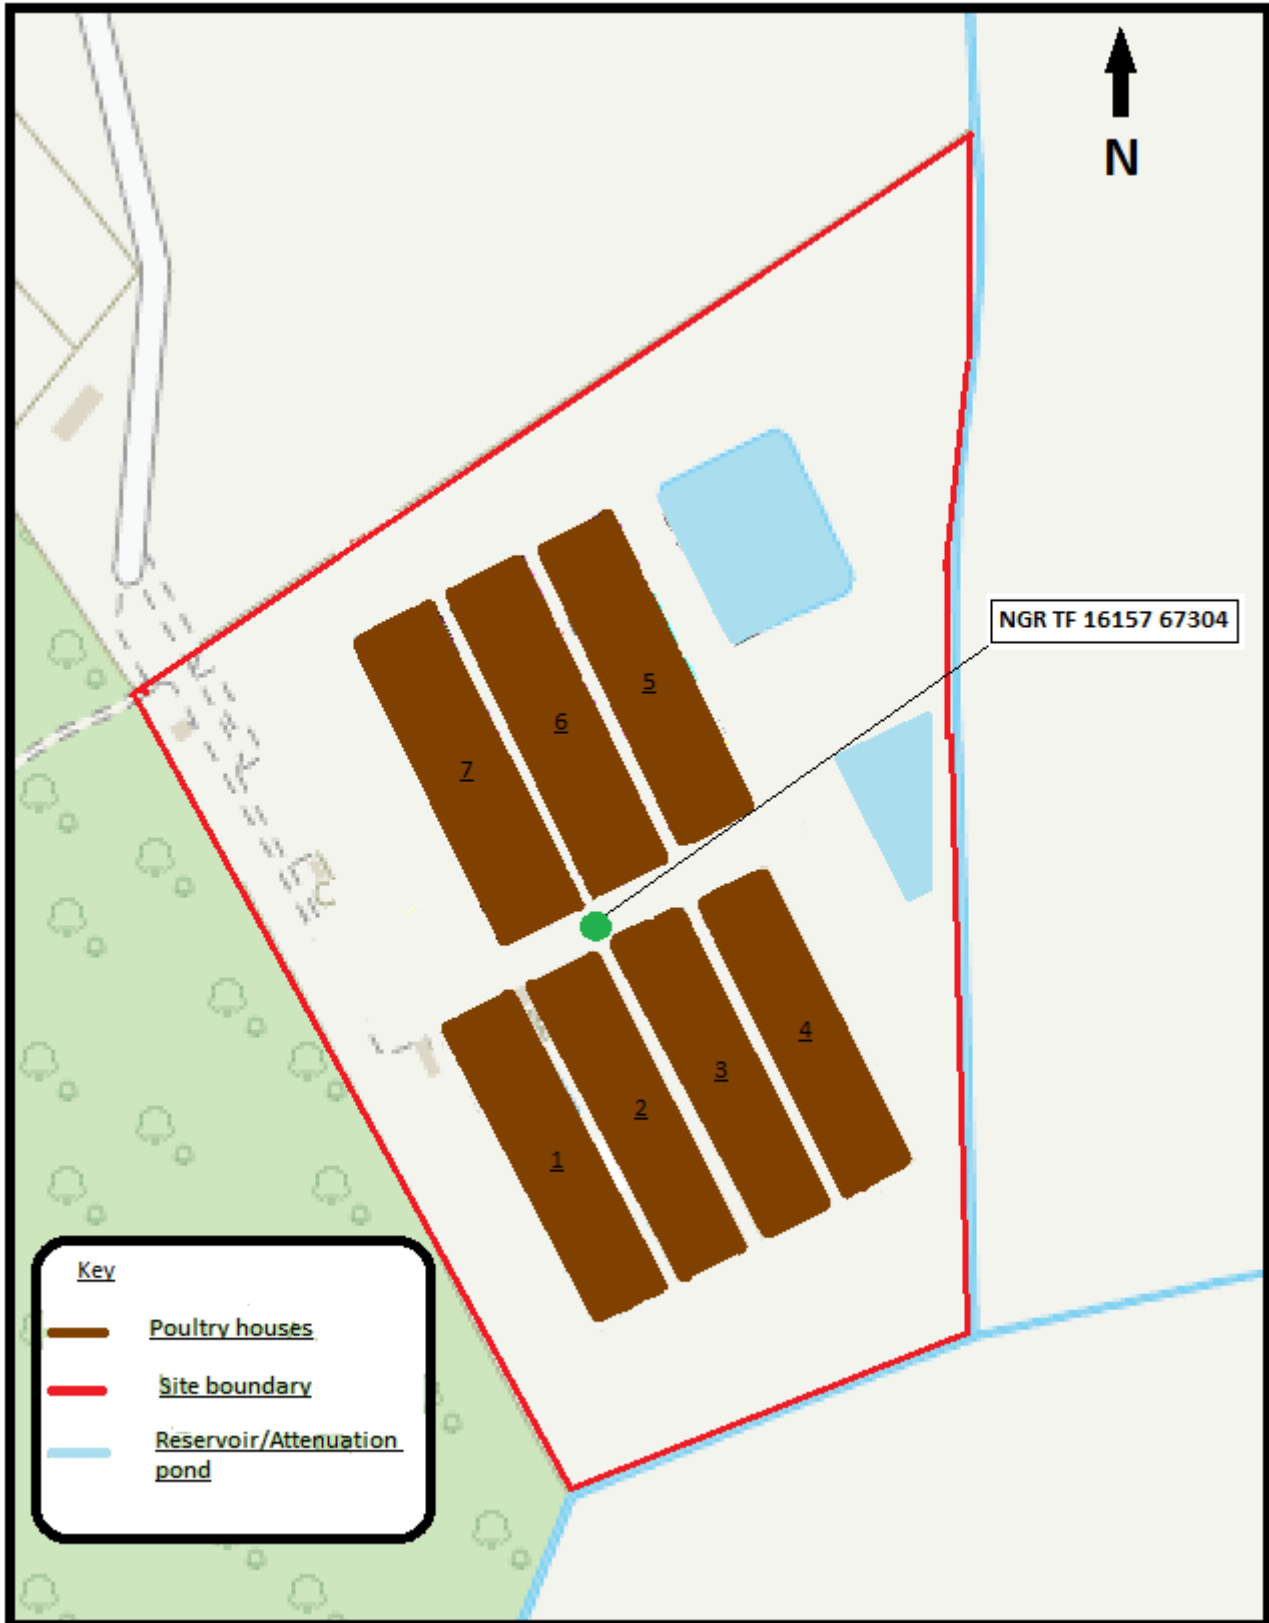 N
NGR TF 16157 67304
5
6
7
4
3
2
1
Key
Poultry houses
Site boundary
Reservoir/Attenuation
pond